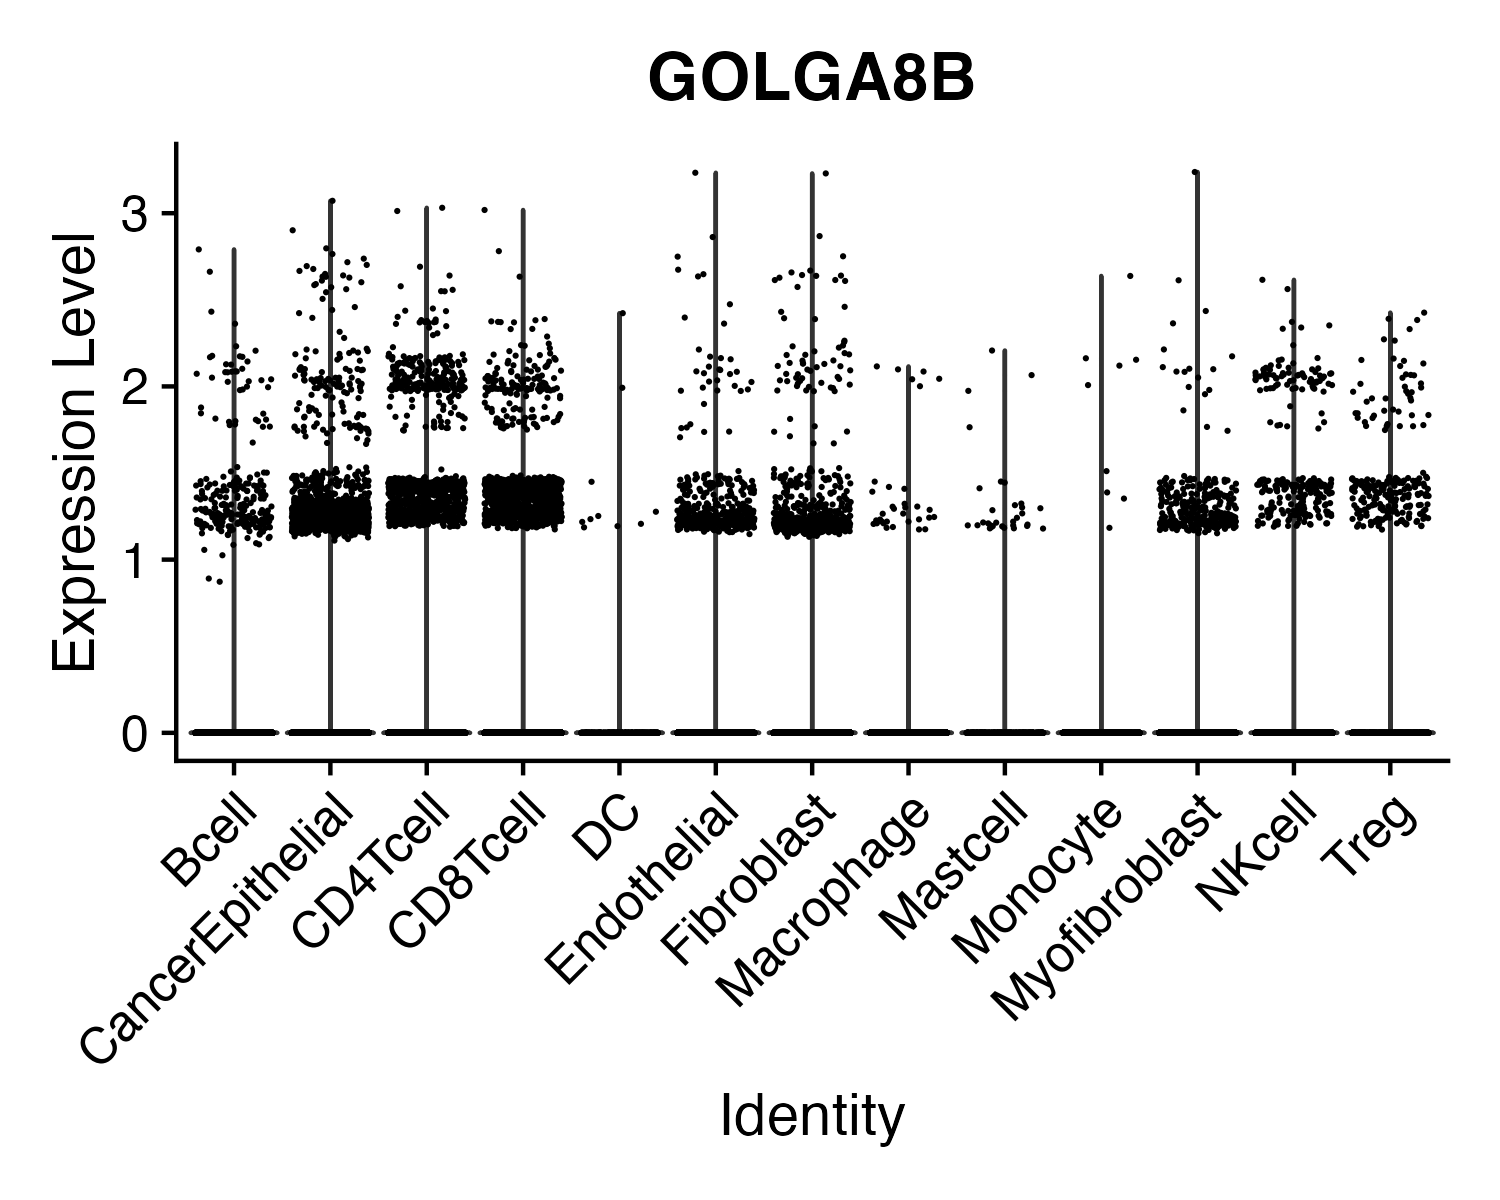 GOLGA8B
Expression Level
3
2
1
0
Bcell
CancerEpithelial
CD4Tcell
CD8Tcell
DC
Endothelial
Fibroblast
Macrophage
Mastcell
Monocyte
Myofibroblast
NKcell
Treg
Identity